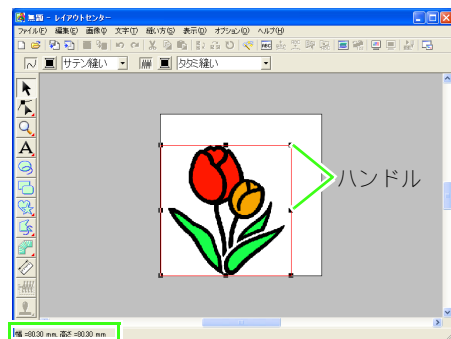 無題 - レイアウトセンター
ファイル(F) 編集(E) 画像(I) 文字(T) 縫い方(S) 表示(D) オプション(O) ヘルプ(H)
サテン縫い タタミ縫い
A
ハンドル
幅 =80.30 mm, 高さ =80.30 mm